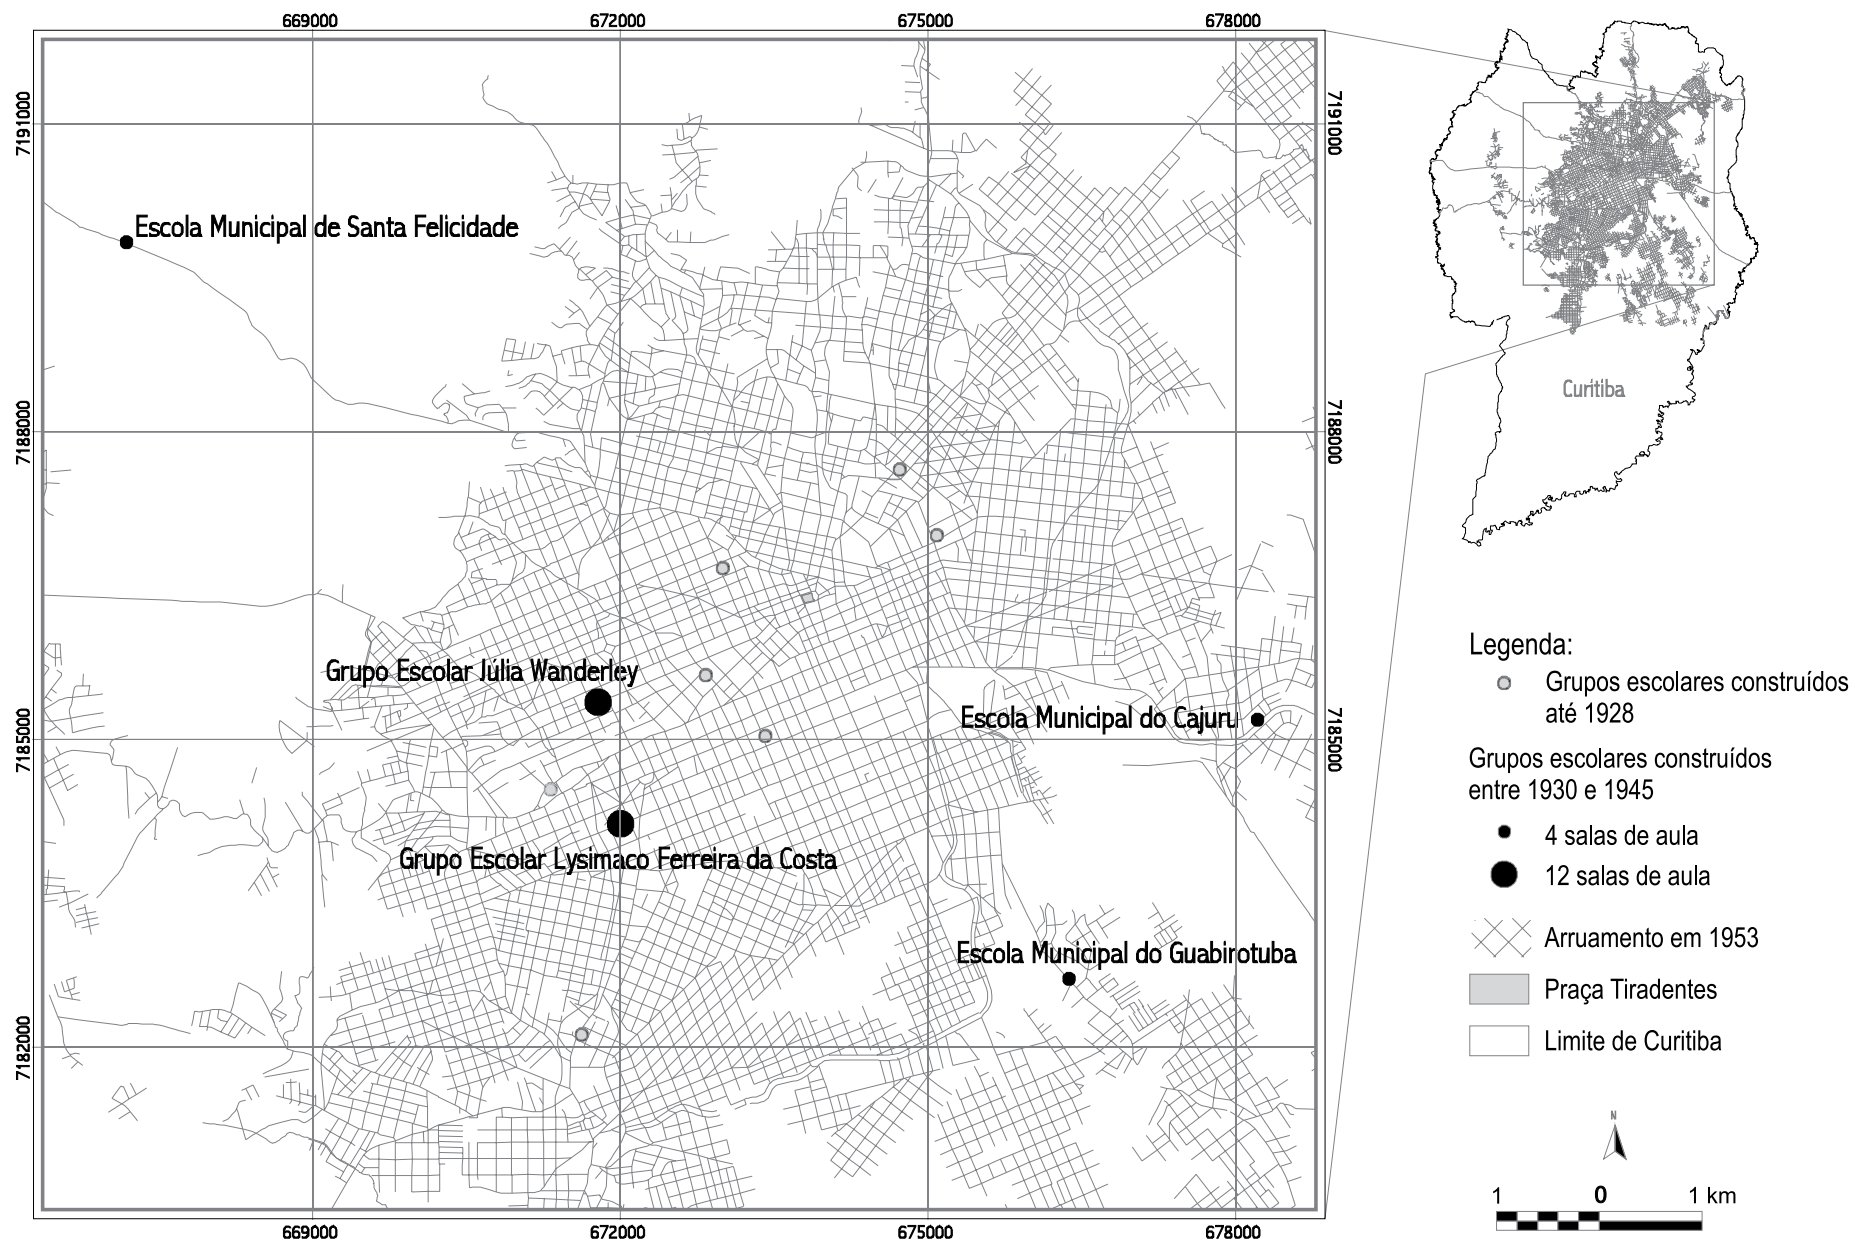 669000
672000
675000
678000
7191000
7191000
Escola Municipal de Santa Felicidade
7188000
7188000
Curitiba
Grupo Escolar Júlia Wanderley
Escola Municipal do Cajuru
7185000
7185000
Grupo Escolar Lysimaco Ferreira da Costa
Escola Municipal do Guabirotuba
7182000
669000
672000
675000
678000
Legenda:
Grupos escolares construídos
até 1928
Grupos escolares construídos
entre 1930 e 1945
4 salas de aula
12 salas de aula
Arruamento em 1953
Praça Tiradentes
Limite de Curitiba
N
1 0 1 km